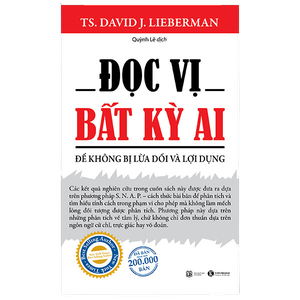 TS. DAVID J. LIEBERMAN
Quỳnh Lê dịch
ĐỌC VỊ
BẤT KỲ AI
ĐỂ KHÔNG BỊ LỪA DỐI VÀ LỢI DỤNG
Các kết quả nghiên cứu trong cuốn sách này được đưa ra dựa
trên phương pháp S. N. A. P. – cách thức bài bản để phân tích và
tìm hiểu tính cách trong phạm vi cho phép mà không làm mếch
lòng đối tượng được phân tích. Phương pháp này dựa trên
những phân tích về tâm lý, chứ không chỉ đơn thuần dựa trên
ngôn ngữ cử chỉ, trực giác hay võ đoán.
ĐÃ BÁN
200.000
BẢN